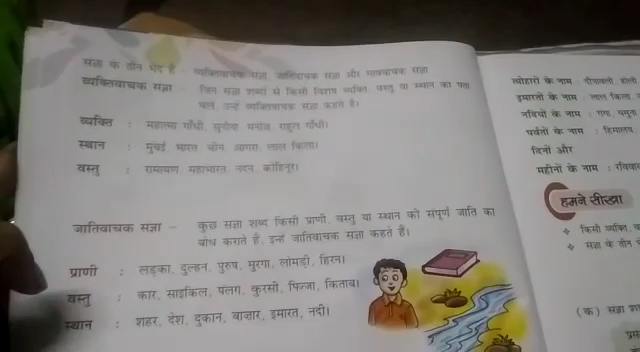 संज्ञा के तीन भेद हैं - व्यक्तिवाचक संज्ञा, जातिवाचक संज्ञा और भाववाचक संज्ञा
व्यक्तिवाचक संज्ञा - जिन संज्ञा शब्दों से किसी विशेष व्यक्ति, वस्तु या स्थान का पता
चले, उन्हें व्यक्तिवाचक संज्ञा कहते हैं।
व्यक्ति : महात्मा गाँधी, सुनीता, मनोज, राहुल गाँधी।
स्थान : मुंबई, भारत, चीन, आगरा, लाल किला।
वस्तु : रामायण, महाभारत, कोहिनूर।
जातिवाचक संज्ञा - कुछ संज्ञा शब्द किसी प्राणी, वस्तु या स्थान की संपूर्ण जाति का
बोध कराते हैं, इन्हें जातिवाचक संज्ञा कहते हैं।
प्राणी : लड़का, दुल्हन, पुरुष, मुरगा, लोमड़ी, हिरन।
वस्तु : कार, साइकिल, पलंग, कुरसी, पिज्जा, किताब।
स्थान : शहर, देश, दुकान, बाज़ार, इमारत, नदी।
त्योहारों के नाम : दीपावली, होली
इमारतों के नाम : लाल किला,
नदियों के नाम : गंगा, यमुना
पर्वतों के नाम : हिमालय,
दिनों और
महीनों के नाम : रविवार
हमने सीखा
किसी व्यक्ति, व
संज्ञा के तीन
(क) संज्ञा